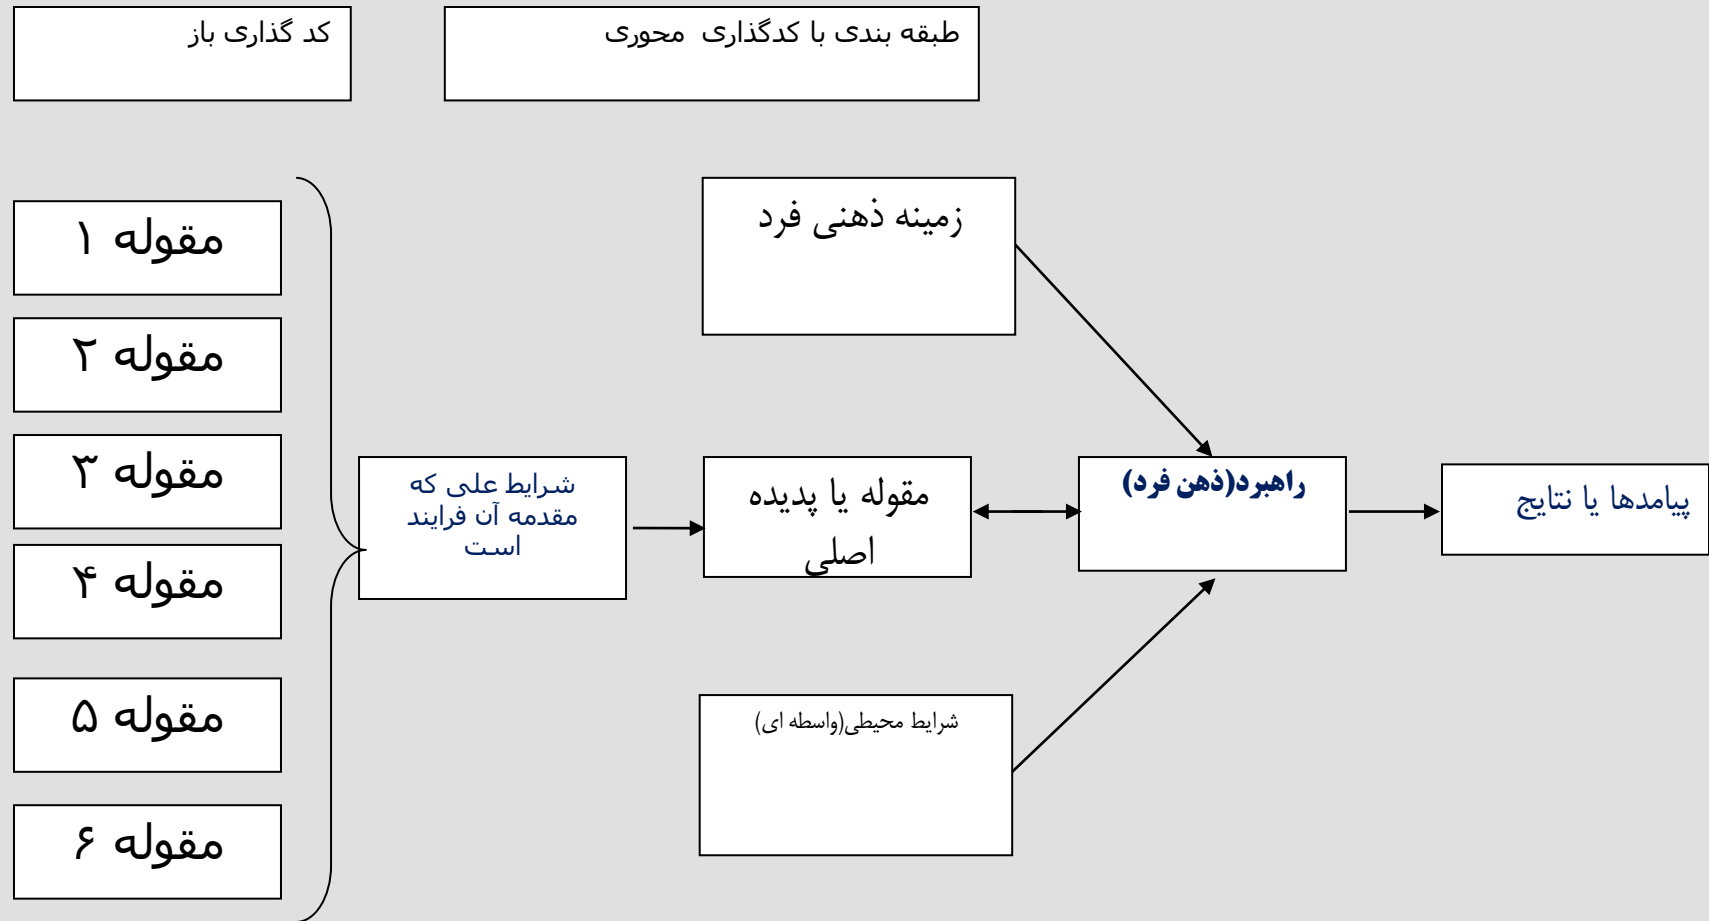 کد گذاری باز
طبقه بندی با کدگذاری محوری
زمینه ذهنی فرد
مقوله ۱
مقوله ۲
مقوله ۳
مقوله ۴
مقوله ۵
مقوله ۶
شرایط علی که
مقدمه آن فرایند
است
مقوله یا پدیده
اصلی
راهبرد(ذهن فرد)
پیامدها یا نتایج
شرایط محیطی(واسطه ای)